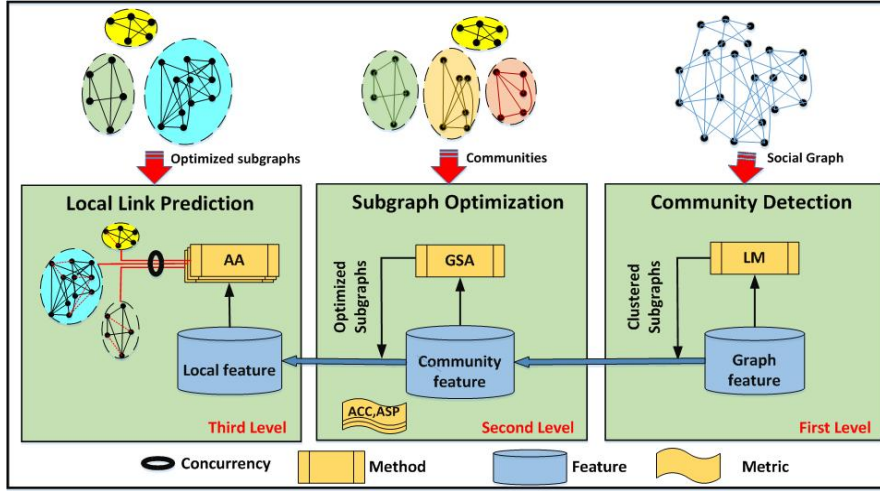 Optimized subgraphs
Communities
Social Graph
Local Link Prediction
Subgraph Optimization
Community Detection
AA
GSA
LM
Optimized
Subgraphs
Clustered
Subgraphs
Local feature
Community
feature
Graph
feature
ACC,ASP
Third Level
Second Level
First Level
Concurrency
Method
Feature
Metric